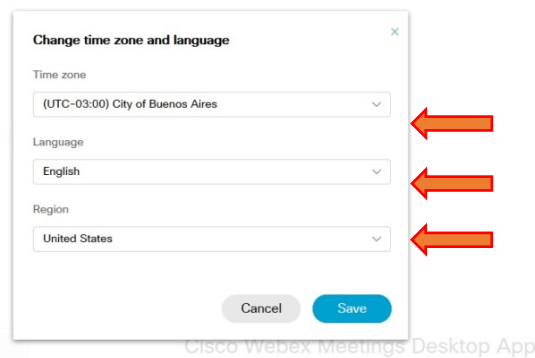 Change time zone and language
Time zone
(UTC-03:00) City of Buenos Aires
Language
English
Region
United States
Cancel Save
Cisco Webex Meetings Desktop App